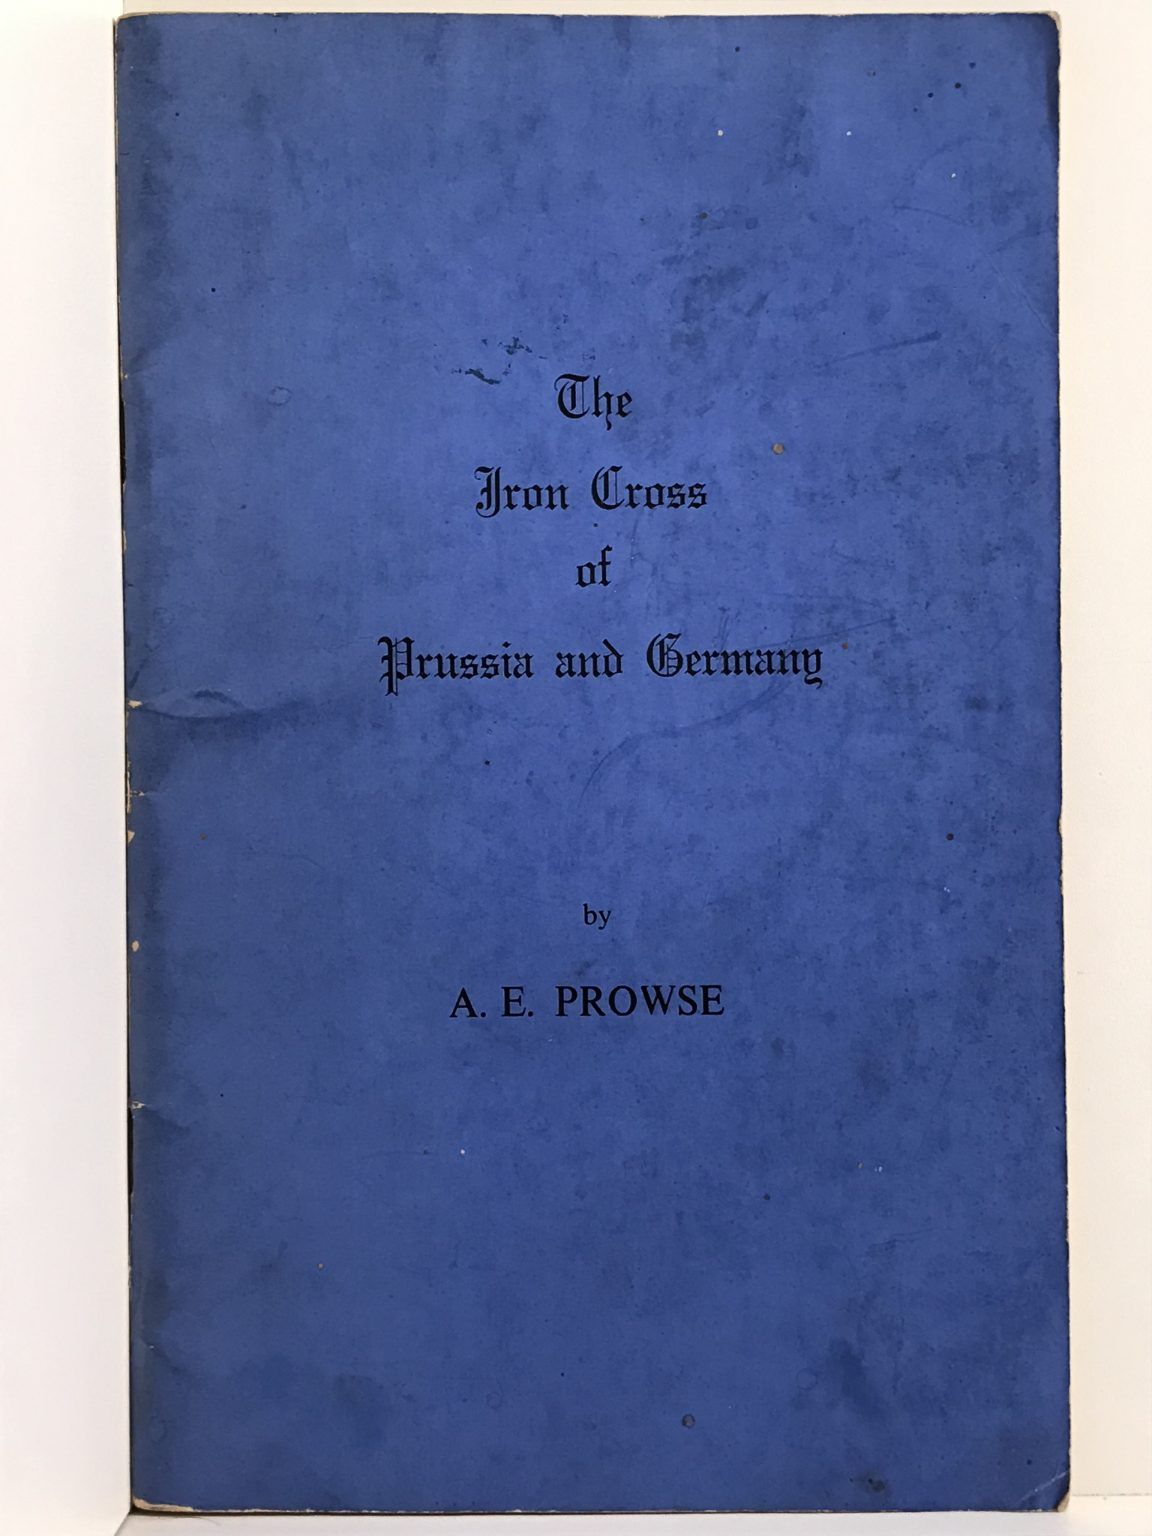 The
Iron Cross
of
Prussia and Germany
by
A. E. PROWSE